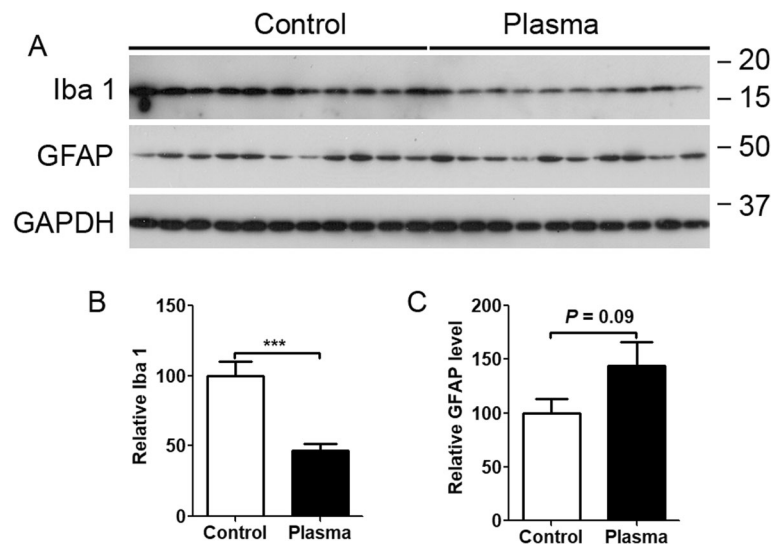 A
Control
Plasma
Iba 1
GFAP
GAPDH
– 20
– 15
– 50
– 37
B
Relative Iba 1
150
100
50
0
***
Control
Plasma
C
Relative GFAP level
200
150
100
50
0
P = 0.09
Control
Plasma